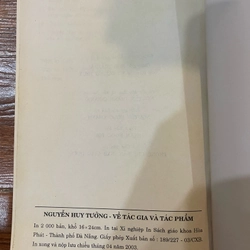 NGUYỄN HUY TƯỞNG - VỀ TÁC GIA VÀ TÁC PHẨM
In 2 000 bản, khổ 16×24cm. In tại Xí nghiệp In Sách giáo khoa Hòa
Phát - Thành phố Đà Nẵng. Giấy phép Xuất bản số : 189/227 - 03/CXB.
In xong và nộp lưu chiểu tháng 04 năm 2003.